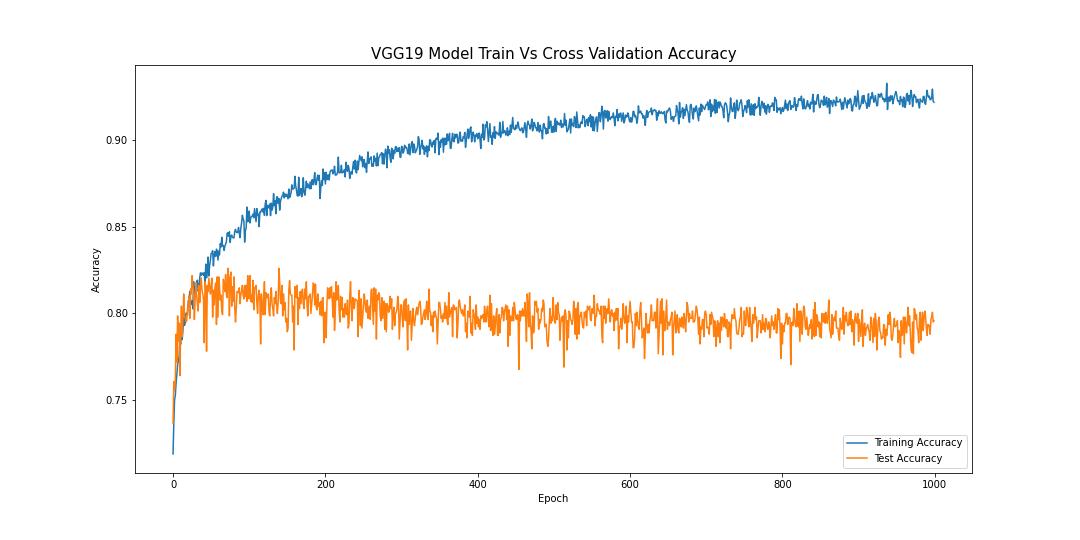 VGG19 Model Train Vs Cross Validation Accuracy
0.90
0.85
0.80
0.75
Accuracy
Training Accuracy
Test Accuracy
0 200 400 600 800 1000
Epoch